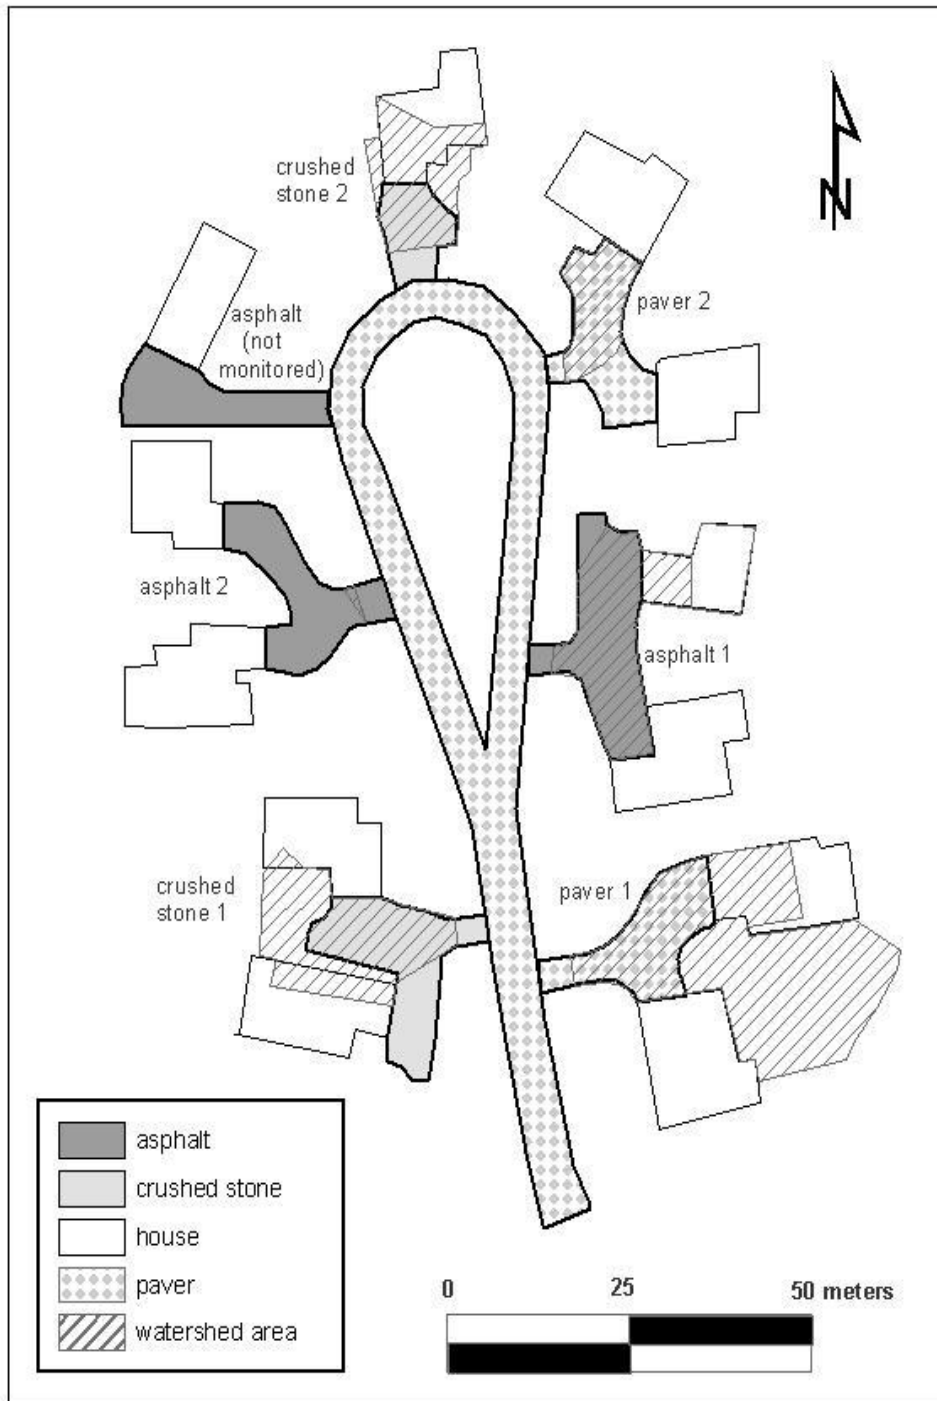 crushed
stone 2
N
asphalt
(not
monitored)
paver 2
asphalt 2
asphalt 1
crushed
stone 1
paver 1
asphalt
crushed stone
house
paver
watershed area
0 25 50 meters